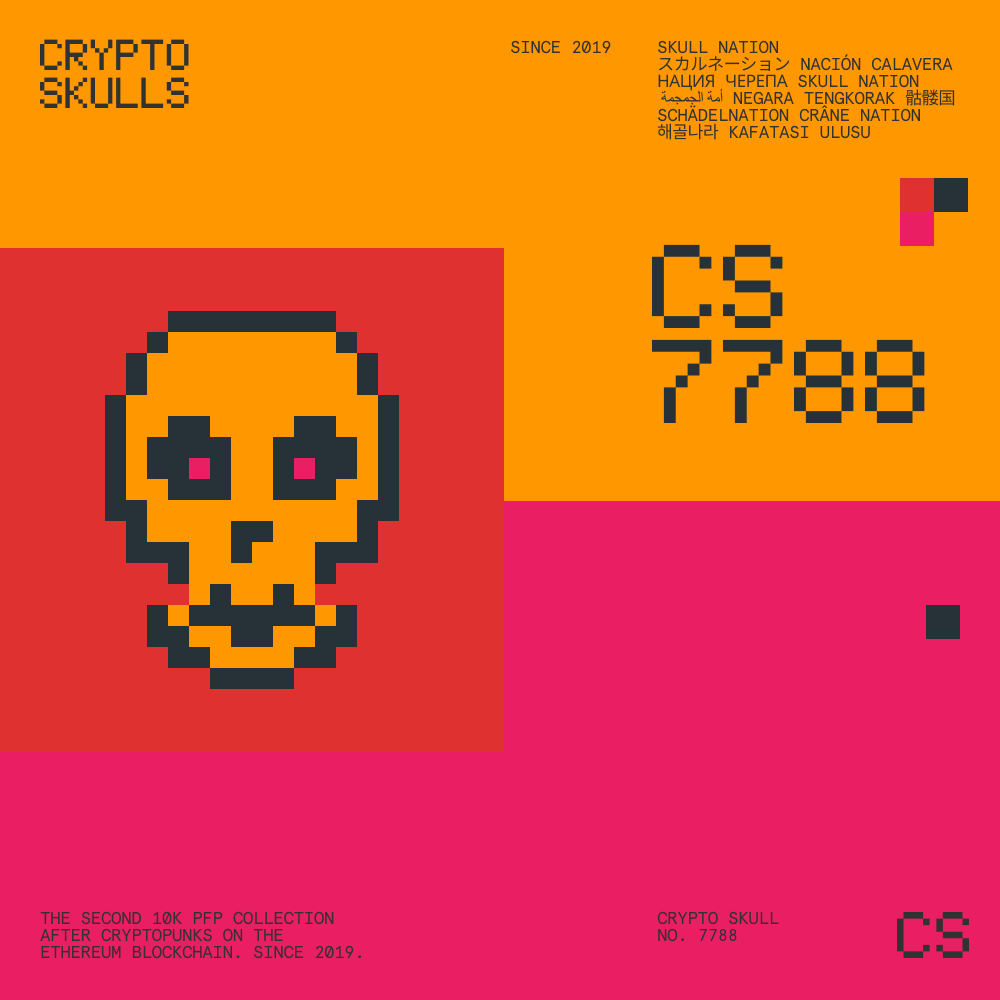 CRYPTO
SKULLS
SINCE 2019
SKULL NATION
スカルネーション NACIÓN CALAVERA
НАЦИЯ ЧЕРЕПА SKULL NATION
أمة الجمجمة NEGARA TENGKORAK 骷髅国
SCHÄDELNATION CRÂNE NATION
해골나라 KAFATASI ULUSU
CS
7788
THE SECOND 10K PFP COLLECTION
AFTER CRYPTOPUNKS ON THE
ETHEREUM BLOCKCHAIN. SINCE 2019.
CRYPTO SKULL
NO. 7788
CS